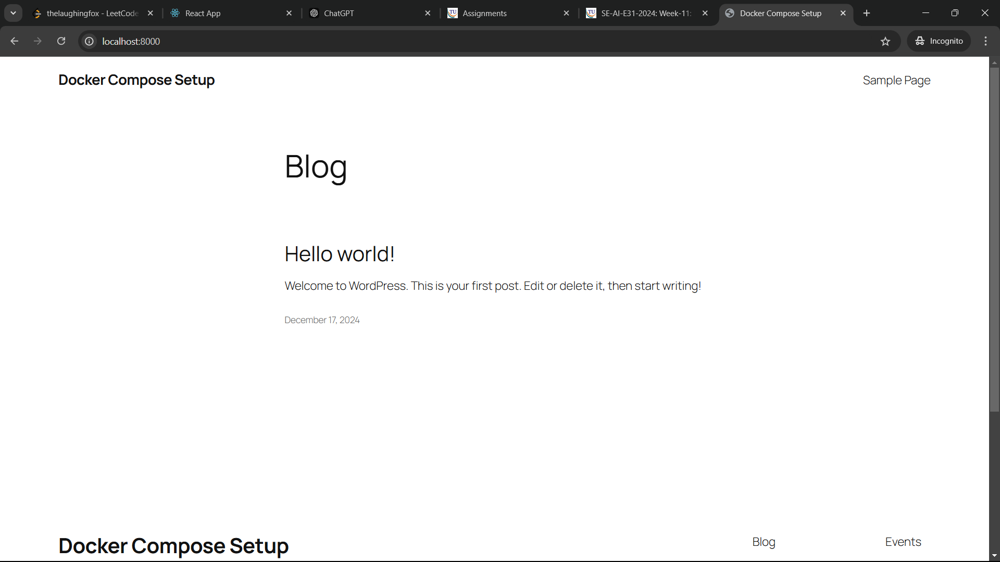 thelaughingfox - LeetCode
React App
ChatGPT
Assignments
SE-AI-E31-2024: Week-11:
Docker Compose Setup
localhost:8000
Incognito
Docker Compose Setup
Sample Page
Blog
Hello world!
Welcome to WordPress. This is your first post. Edit or delete it, then start writing!
December 17, 2024
Docker Compose Setup
Blog
Events